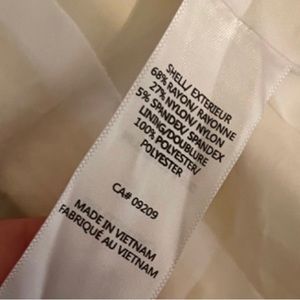 SHELL/ EXTERIEUR
68% RAYON/ RAYONNE
27% NYLON/ NYLON
5% SPANDEX/ SPANDEX
LINING/DOUBLURE
100% POLYESTER/
POLYESTER
CA# 09209
MADE IN VIETNAM
FABRIQUÉ AU VIETNAM